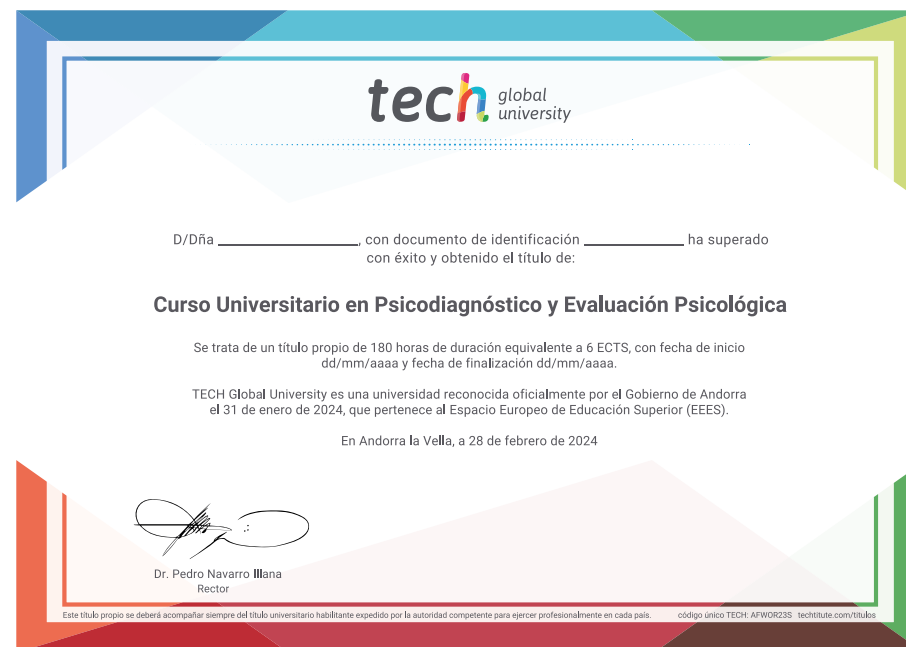 tech global university
D/Dña ________________, con documento de identificación ____________ ha superado
con éxito y obtenido el título de:
Curso Universitario en Psicodiagnóstico y Evaluación Psicológica
Se trata de un título propio de 180 horas de duración equivalente a 6 ECTS, con fecha de inicio
dd/mm/aaaa y fecha de finalización dd/mm/aaaa.
TECH Global University es una universidad reconocida oficialmente por el Gobierno de Andorra
el 31 de enero de 2024, que pertenece al Espacio Europeo de Educación Superior (EEES).
En Andorra la Vella, a 28 de febrero de 2024
Dr. Pedro Navarro Illana
Rector
Este título propio se deberá acompañar siempre del título universitario habilitante expedido por la autoridad competente para ejercer profesionalmente en cada país. código único TECH: AFWOR23S techtitute.com/titulos